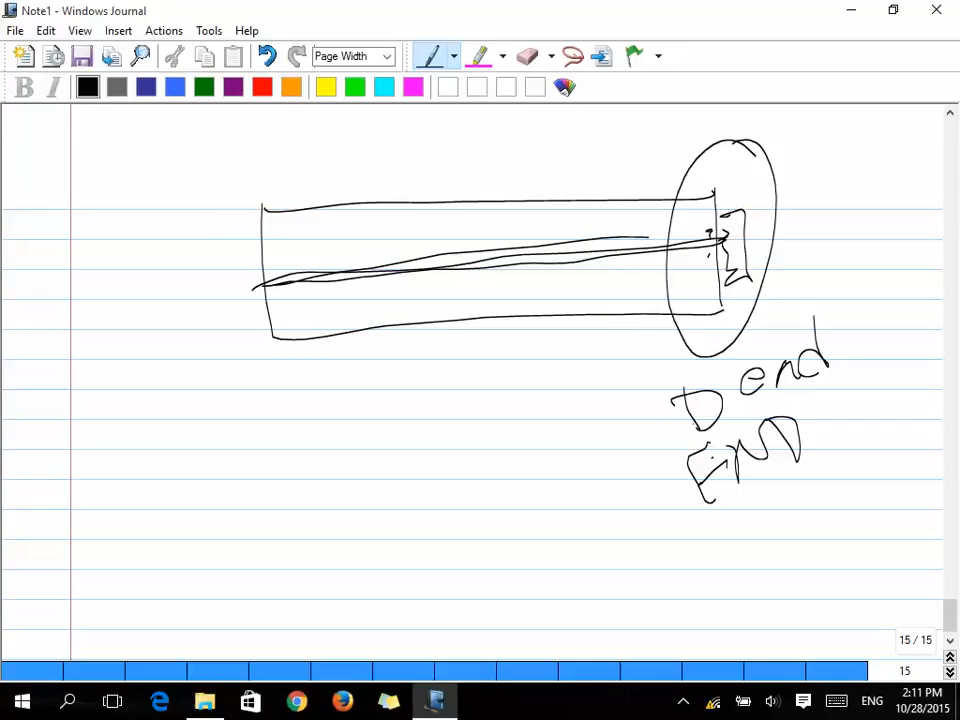 Note1 - Windows Journal
File Edit View Insert Actions Tools Help
Page Width
B I
D end
END
15 / 15
15
ENG
2:11 PM
10/28/2015